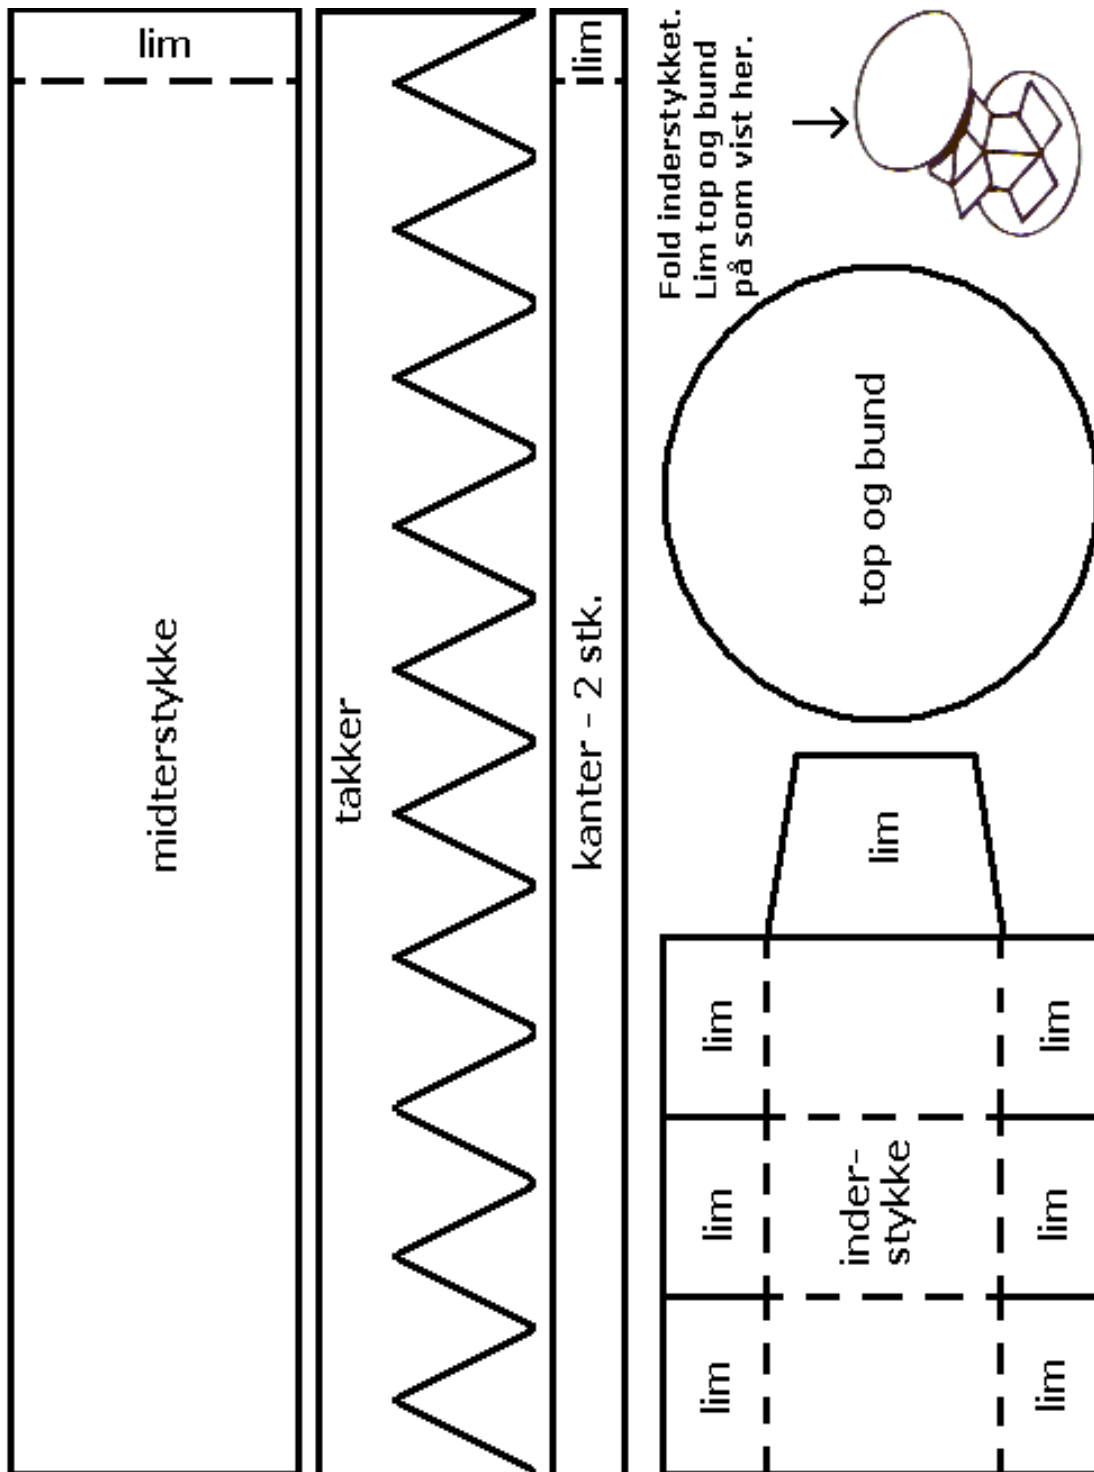 lim
midterstykke
takker
lim
kanter - 2 stk.
Fold inderstykket.
Lim top og bund
på som vist her.
top og bund
lim
lim
lim
lim
inder-
stykke
lim
lim
lim